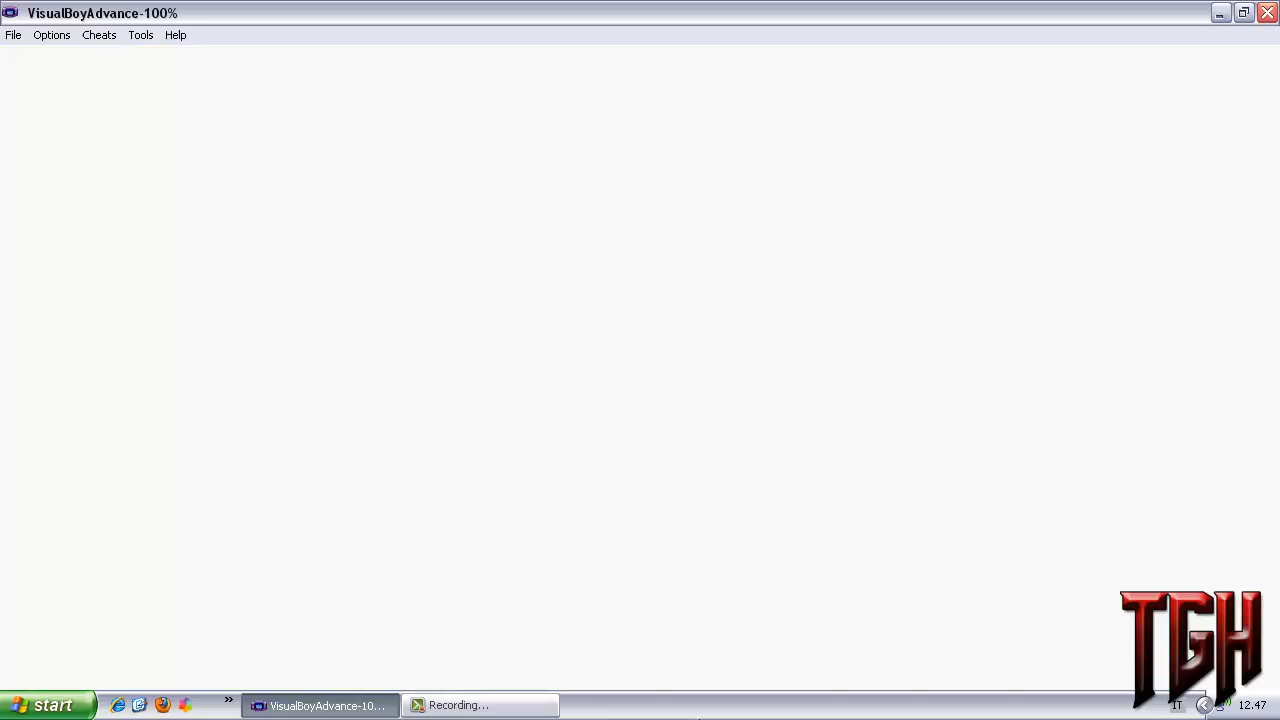 VisualBoyAdvance-100%
File Options Cheats Tools Help
TGH
start » VisualBoyAdvance-10... Recording... IT 12.47